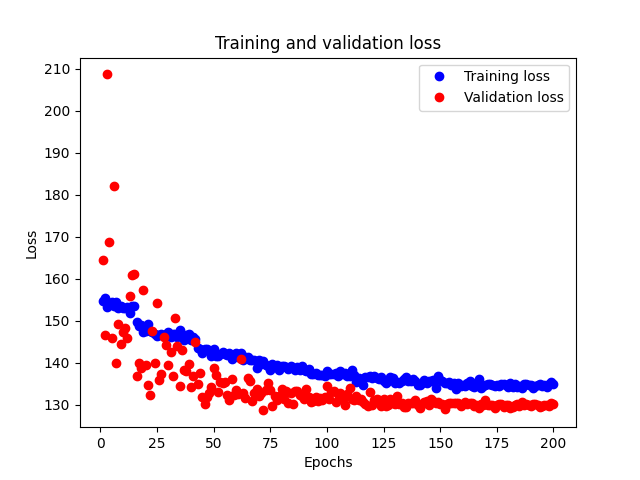 Training and validation loss
Training loss
Validation loss
210
200
190
180
170
160
150
140
130
Loss
0 25 50 75 100 125 150 175 200
Epochs